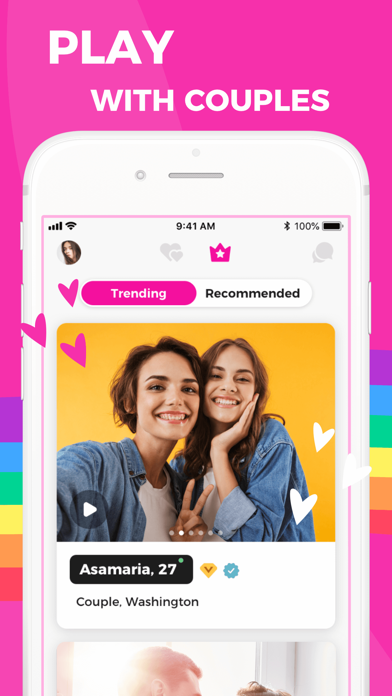 PLAY
WITH COUPLES
9:41 AM
100%
Trending
Recommended
Asamaria, 27
Couple, Washington